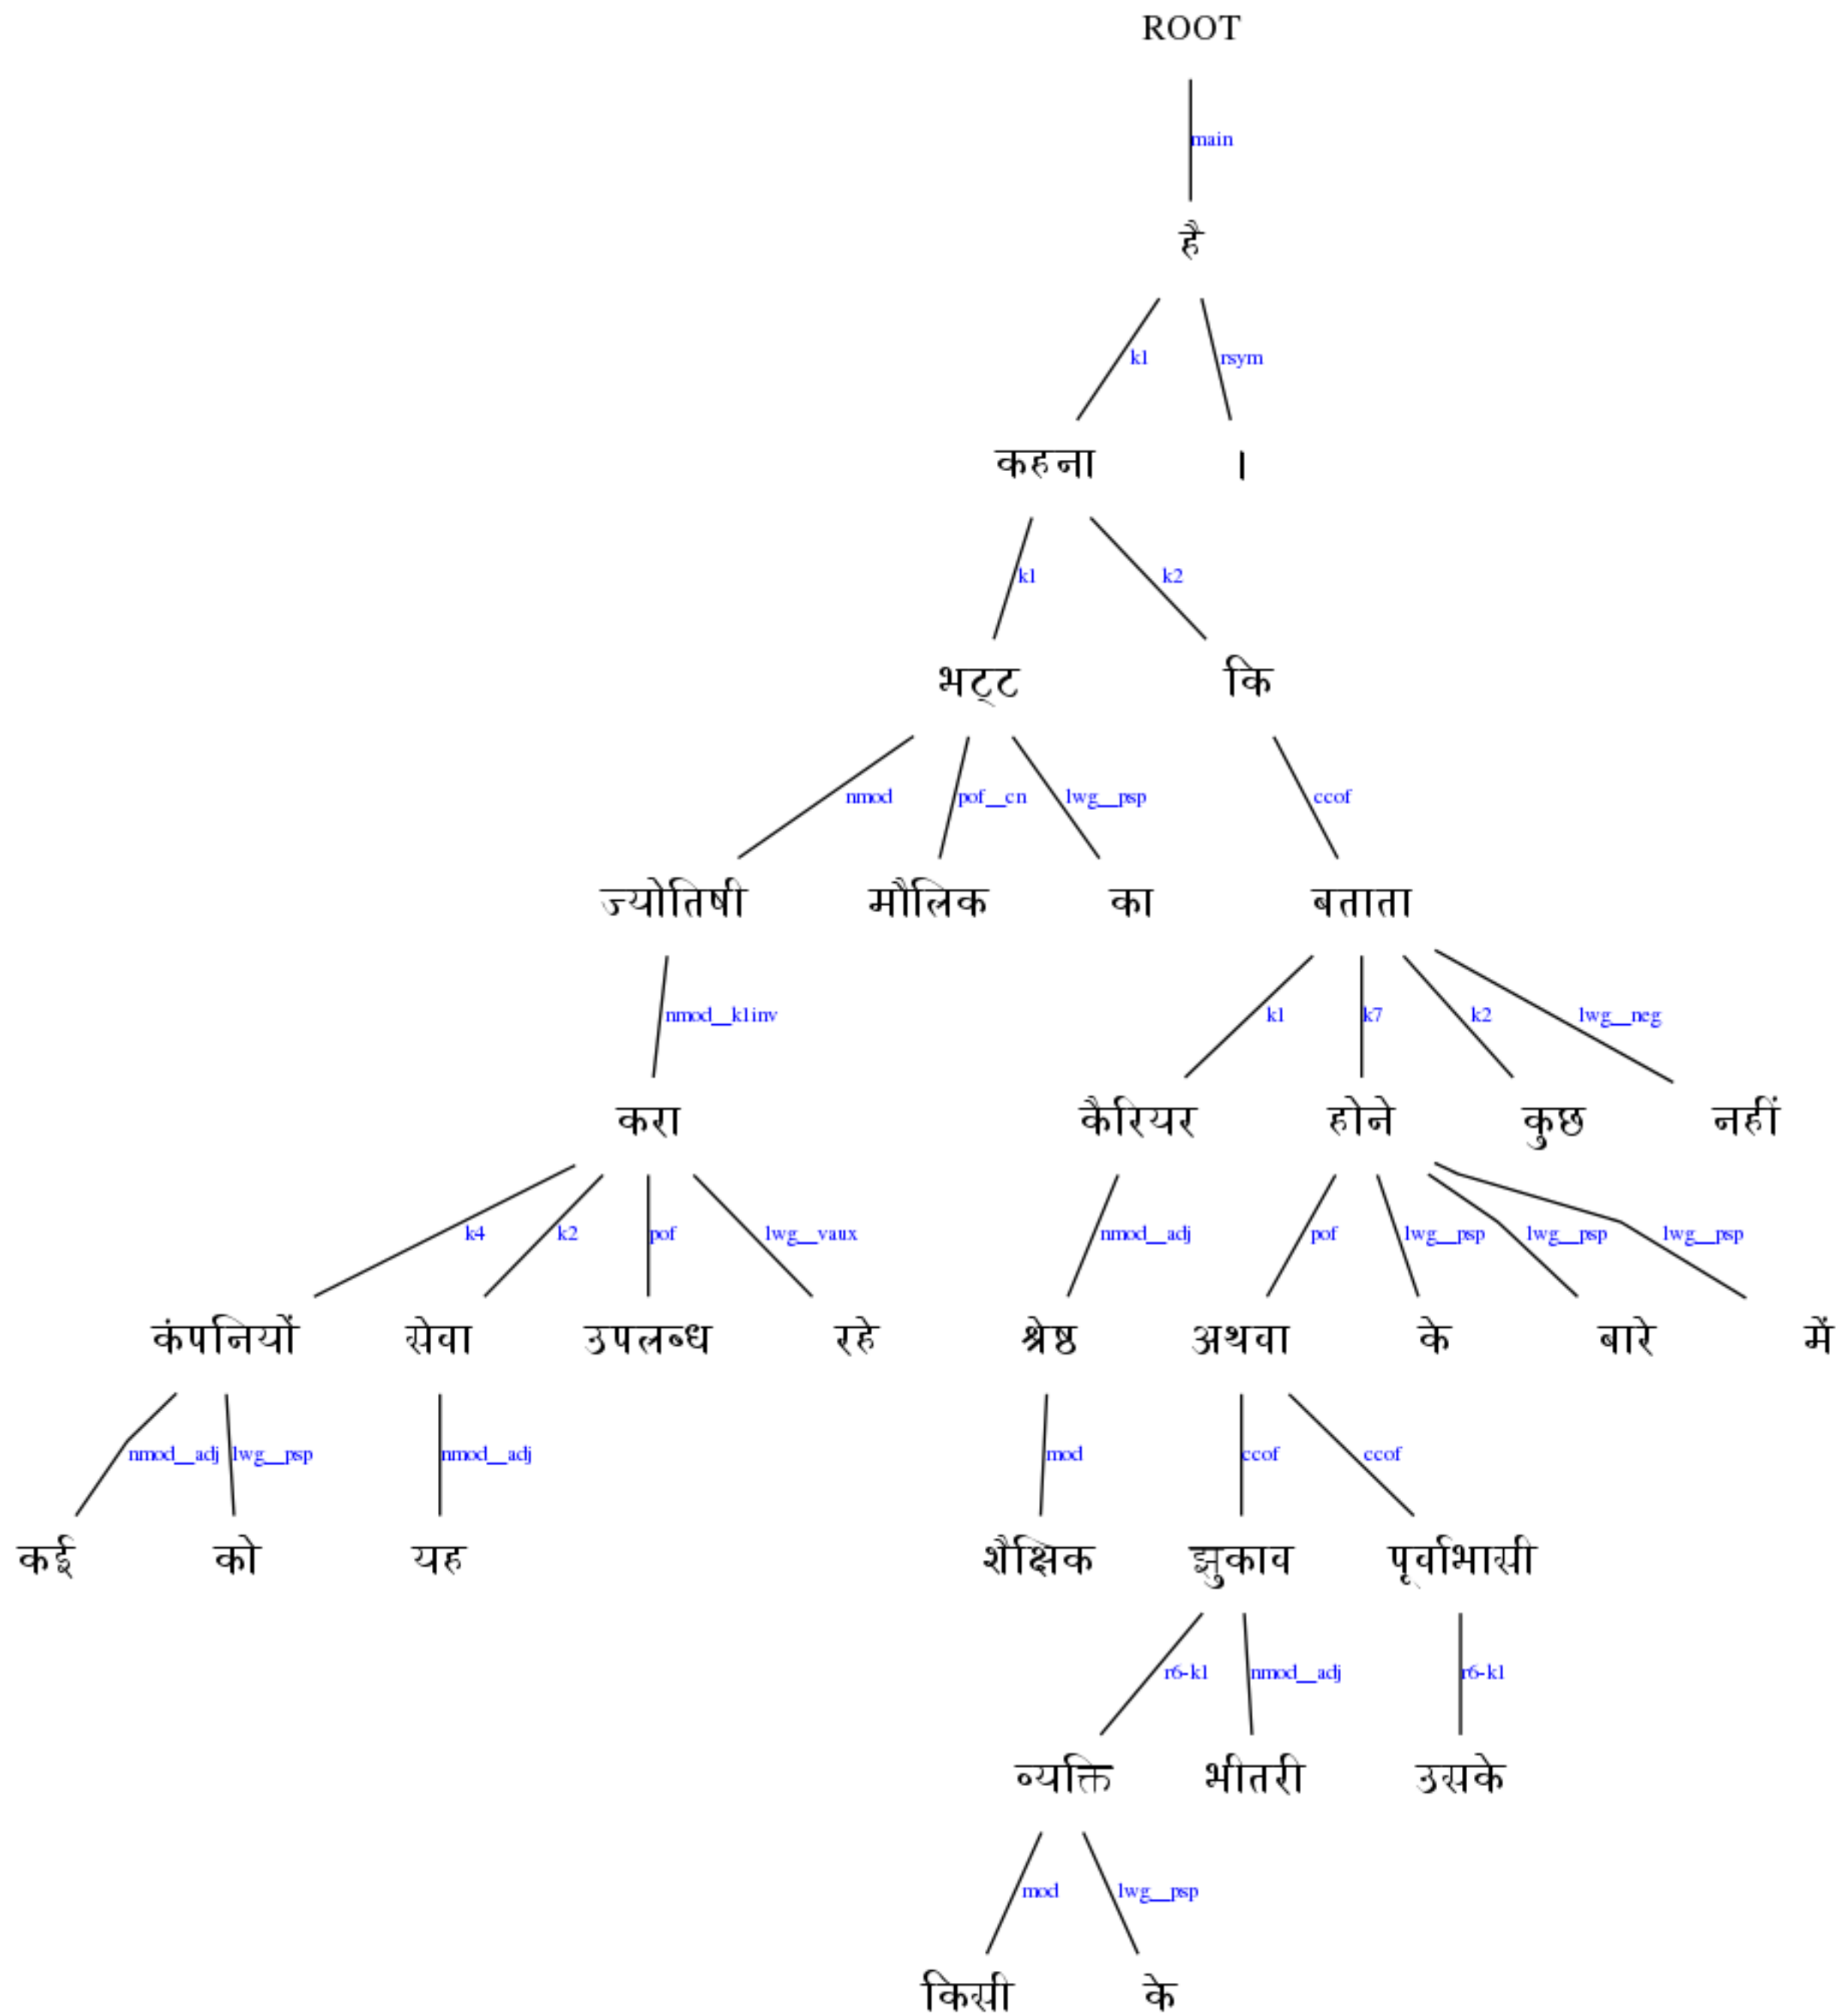 ROOT
main
है
k1 rsym
कहना ।
k1 k2
भट्ट कि
nmod pof__cn lwg__psp ccof
ज्योतिषी मौलिक का बताता
nmod__k1inv k1 k7 k2 lwg__neg
करा कैरियर होने कुछ नहीं
k4 k2 pof lwg__vaux nmod__adj pof lwg__psp lwg__psp lwg__psp
कंपनियों सेवा उपलब्ध रहे श्रेष्ठ अथवा के बारे में
nmod__adj lwg__psp nmod__adj mod ccof ccof
कई को यह शैक्षिक झुकाव पूर्वाभासी
r6-k1 nmod__adj r6-k1
व्यक्ति भीतरी उसके
mod lwg__psp
किसी के